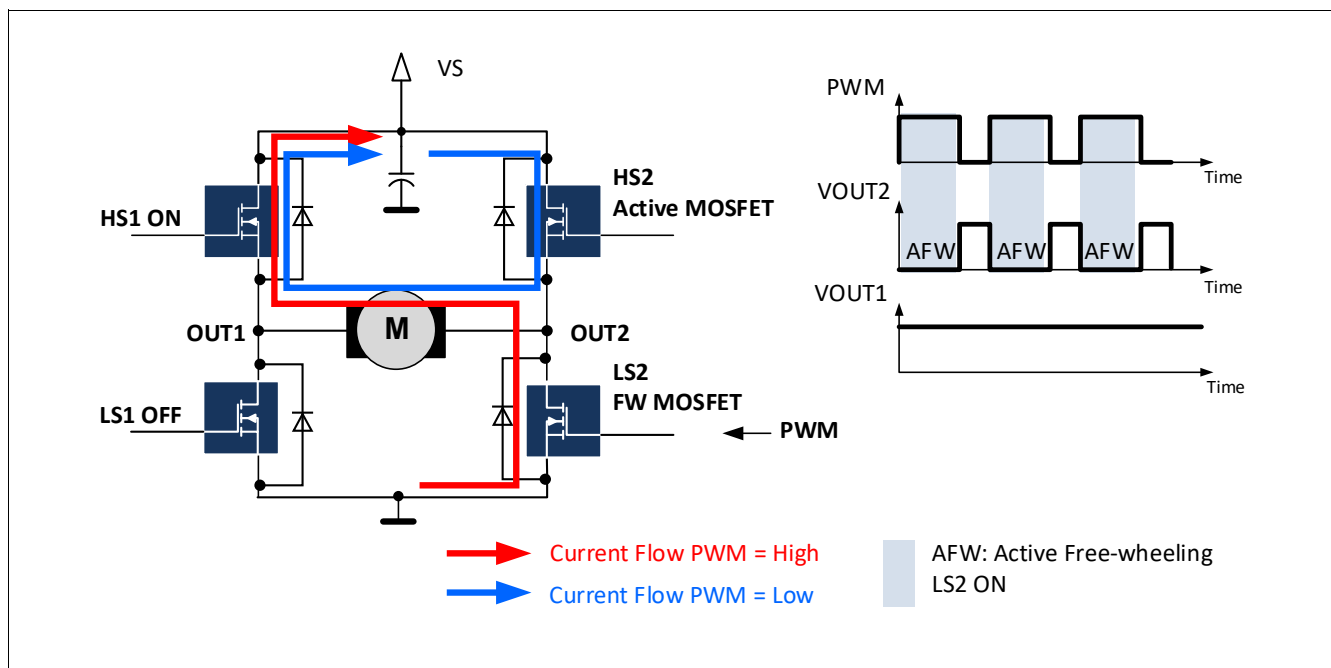 VS
HS1 ON
HS2
Active MOSFET
OUT1
M
OUT2
LS1 OFF
LS2
FW MOSFET
PWM
Current Flow PWM = High
Current Flow PWM = Low
PWM
Time
VOUT2
AFW
AFW
AFW
Time
VOUT1
Time
AFW: Active Free-wheeling
LS2 ON